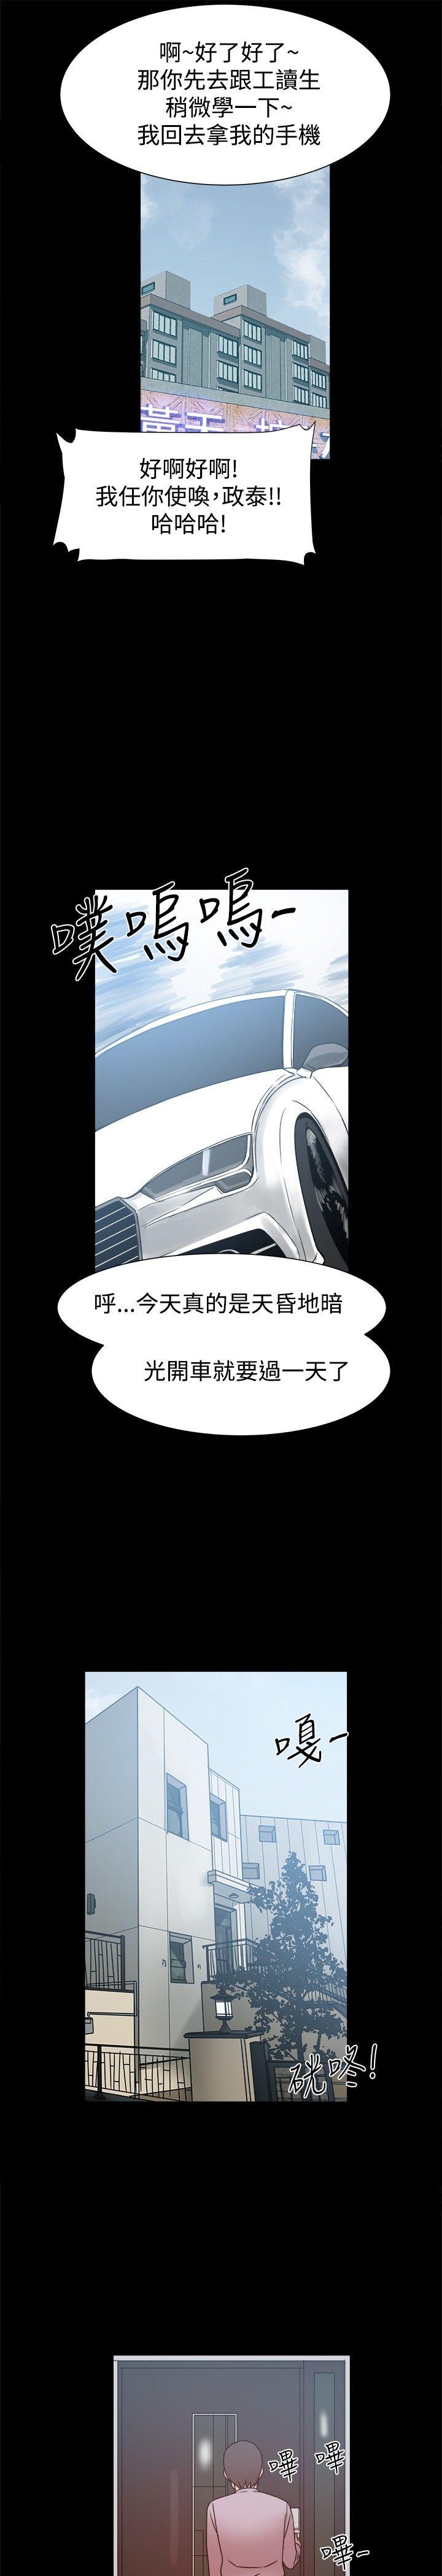 啊~好了好了~
那你先去跟工讀生
稍微學一下~
我回去拿我的手機
好啊好啊!
我任你使喚,政泰!!
哈哈哈!
噗嗚嗚-
呼...今天真的是天昏地暗
光開車就要過一天了
嘎-
硄咚!
嗶
嗶
嗶-